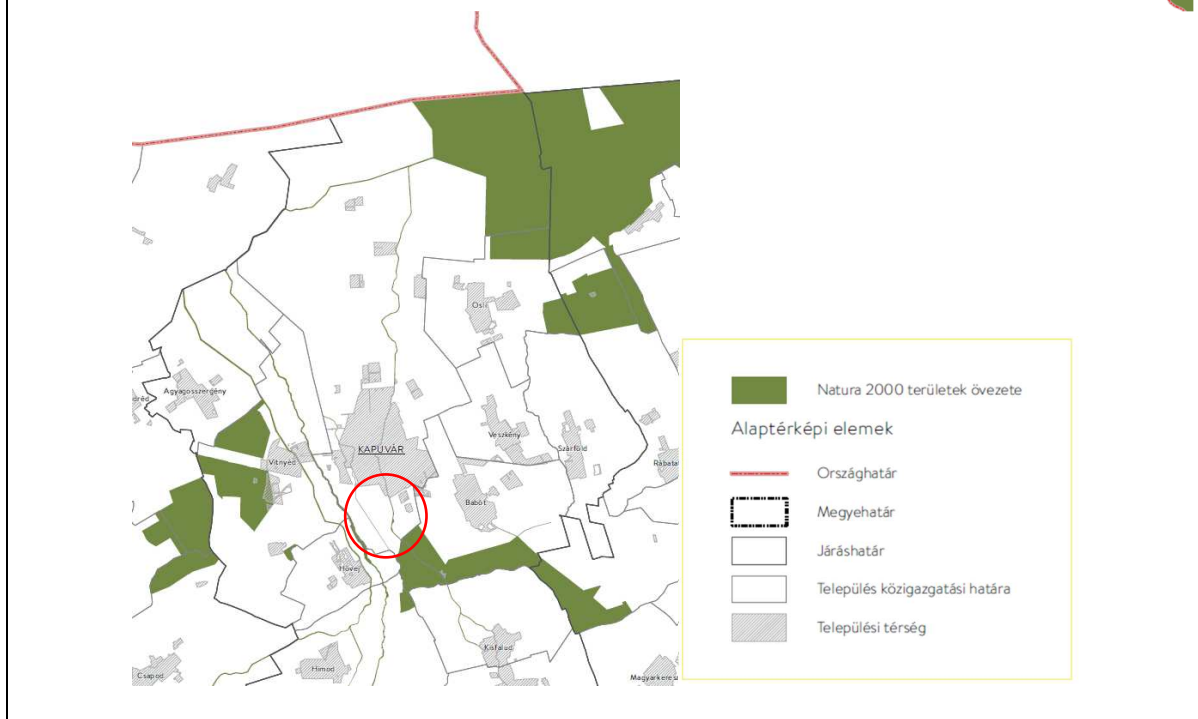 Osli
Agyagosszergény
KAPUVÁR
Veszkény
Szárföld
Vitnyéd
Babót
Hövej
Kisfalud
Himod
Csapod
Natura 2000 területek övezete
Alaptérképi elemek
Országhatár
Megyehatár
Járáshatár
Település közigazgatási határa
Települési térség